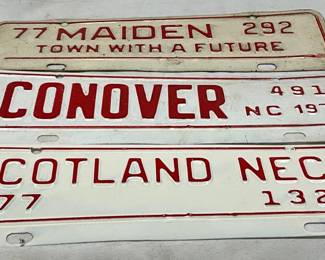 77 MAIDEN 292
TOWN WITH A FUTURE
CONOVER 491
NC 19
COTLAND NEC
77 132